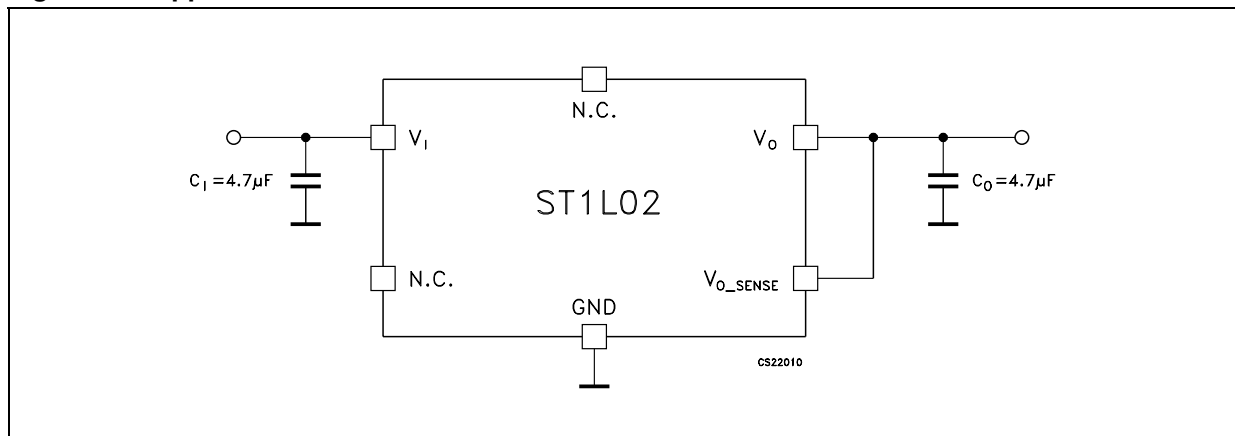 N.C.
V_I
V_O
C_I=4.7µF
C_O=4.7µF
ST1L02
N.C.
V_O_SENSE
GND
CS22010